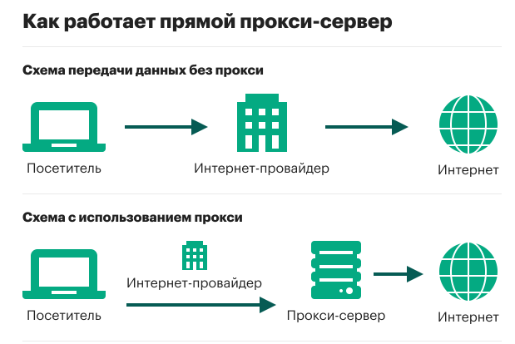 Как работает прямой прокси-сервер
Схема передачи данных без прокси
Посетитель
Интернет-провайдер
Интернет
Схема с использованием прокси
Интернет-провайдер
Посетитель
Прокси-сервер
Интернет